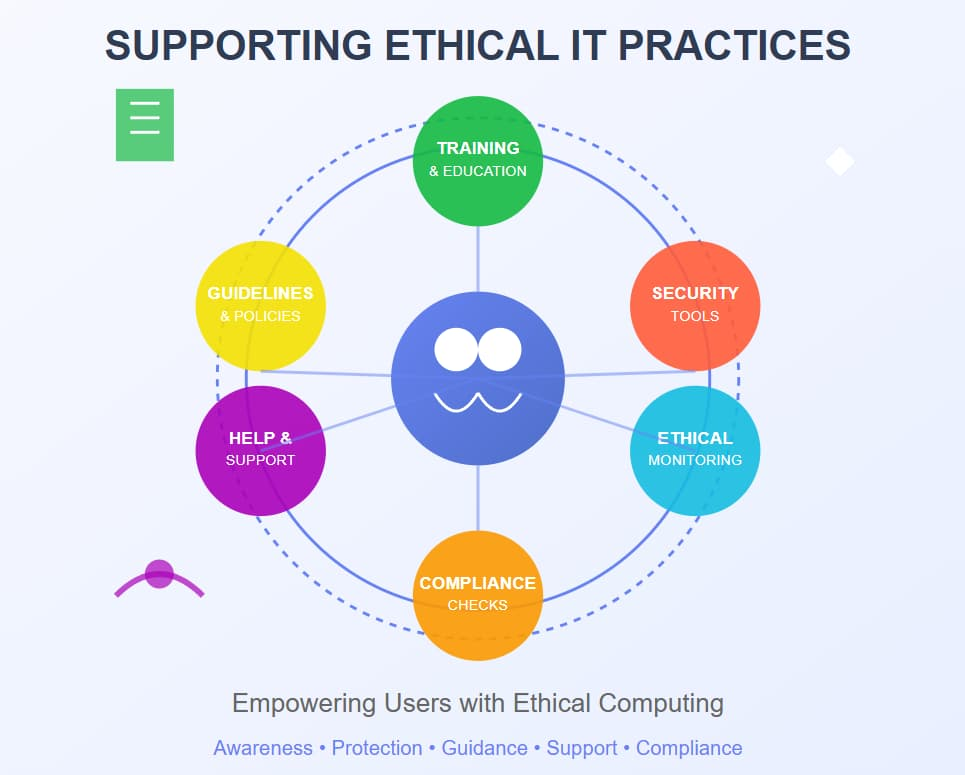 SUPPORTING ETHICAL IT PRACTICES
TRAINING
& EDUCATION
GUIDELINES
& POLICIES
SECURITY
TOOLS
HELP &
SUPPORT
ETHICAL
MONITORING
COMPLIANCE
CHECKS
Empowering Users with Ethical Computing
Awareness • Protection • Guidance • Support • Compliance